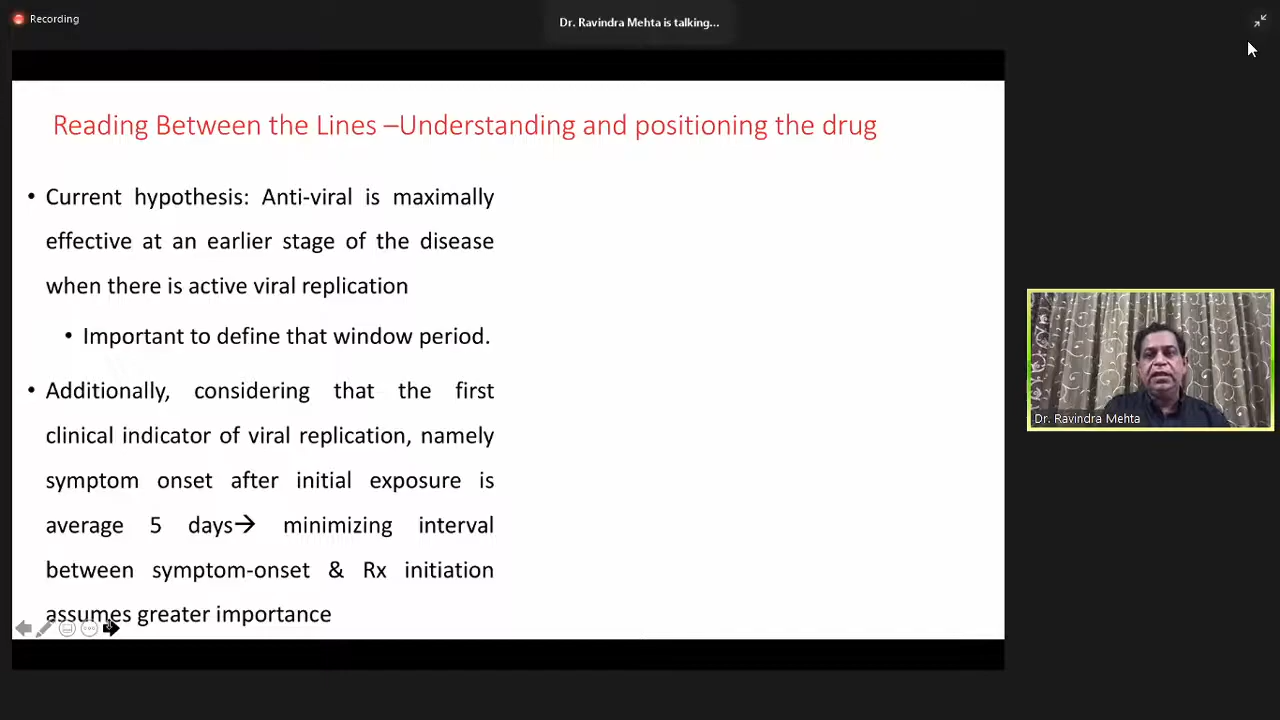 Recording
Dr. Ravindra Mehta is talking...
Reading Between the Lines –Understanding and positioning the drug
• Current hypothesis: Anti-viral is maximally
effective at an earlier stage of the disease
when there is active viral replication
• Important to define that window period.
• Additionally, considering that the first
clinical indicator of viral replication, namely
symptom onset after initial exposure is
average 5 days→ minimizing interval
between symptom-onset & Rx initiation
assumes greater importance
Dr. Ravindra Mehta